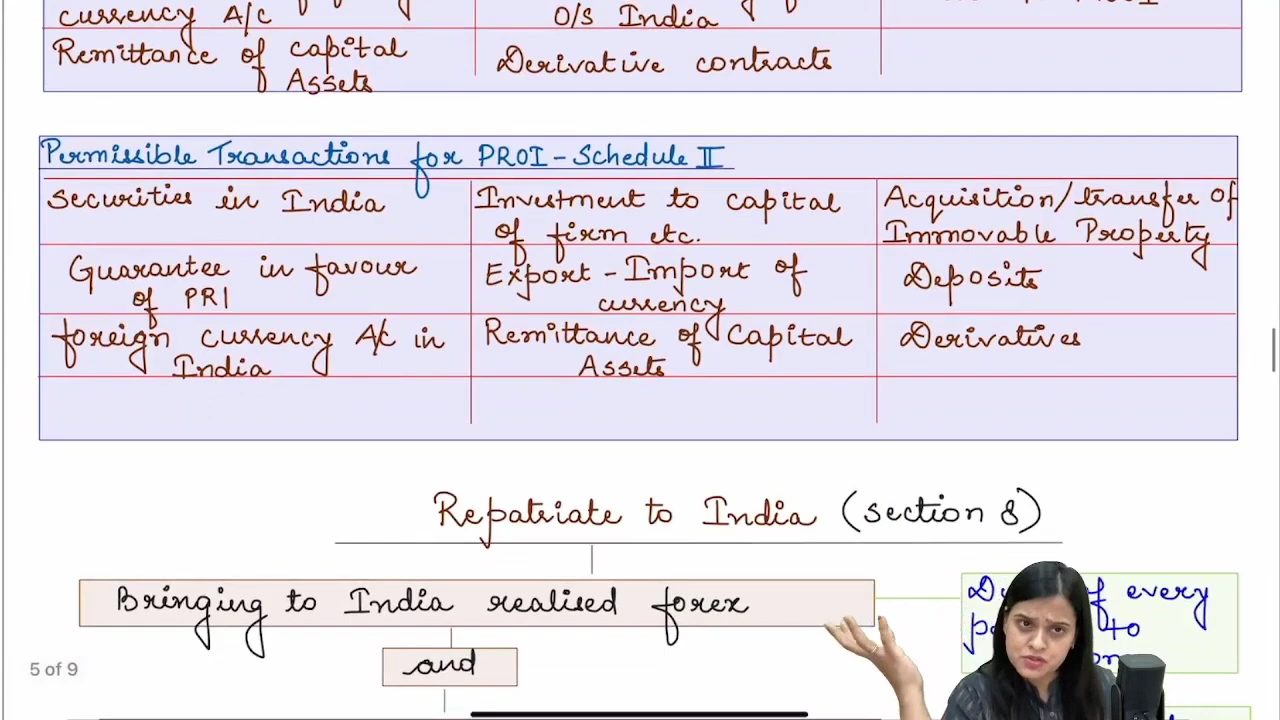 currency A/c
O/S India
Remittance of capital
Assets
Derivative contracts
Permissible Transactions for PROI - Schedule II
Securities in India
Investment to capital
of firm etc.
Acquisition/transfer of
Immovable Property
Guarantee in favour
of PRI
Export - Import of
currency
Deposits
foreign currency A/c in
India
Remittance of Capital
Assets
Derivatives
Repatriate to India (section 8)
Bringing to India realised forex
of every
to
and
5 of 9